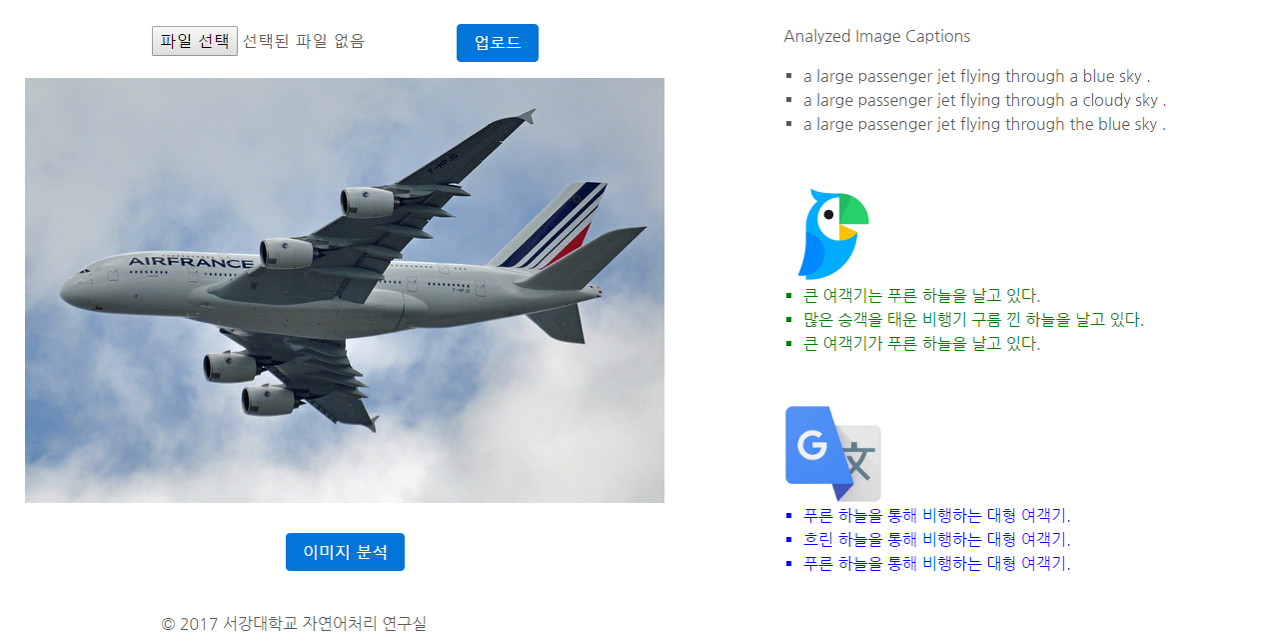 파일 선택 선택된 파일 없음
업로드
AIRFRANCE
F-HPJG
F-HPJG
이미지 분석
© 2017 서강대학교 자연어처리 연구실
Analyzed Image Captions
▪ a large passenger jet flying through a blue sky .
▪ a large passenger jet flying through a cloudy sky .
▪ a large passenger jet flying through the blue sky .
▪ 큰 여객기는 푸른 하늘을 날고 있다.
▪ 많은 승객을 태운 비행기 구름 낀 하늘을 날고 있다.
▪ 큰 여객기가 푸른 하늘을 날고 있다.
G 文
▪ 푸른 하늘을 통해 비행하는 대형 여객기.
▪ 흐린 하늘을 통해 비행하는 대형 여객기.
▪ 푸른 하늘을 통해 비행하는 대형 여객기.